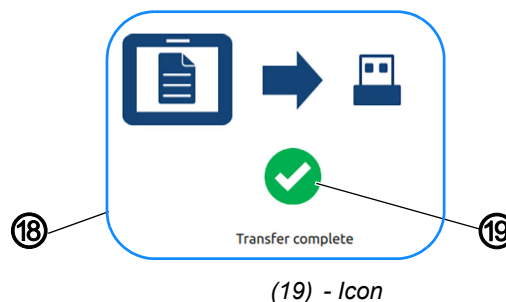 ⑱
⑲
Transfer complete
(19) - Icon